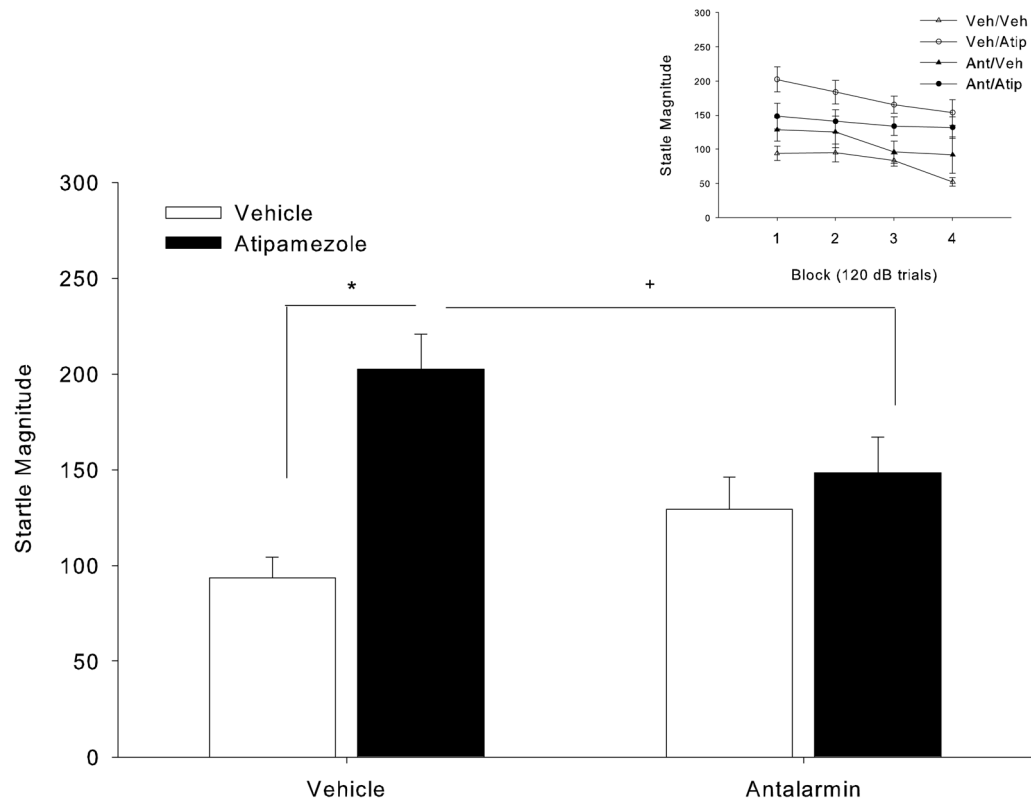 300
250
200
150
100
50
0
Statle Magnitude
Veh/Veh
Veh/Atip
Ant/Veh
Ant/Atip
1 2 3 4
Block (120 dB trials)
300
250
200
150
100
50
0
Startle Magnitude
Vehicle
Atipamezole
*
+
Vehicle Antalarmin